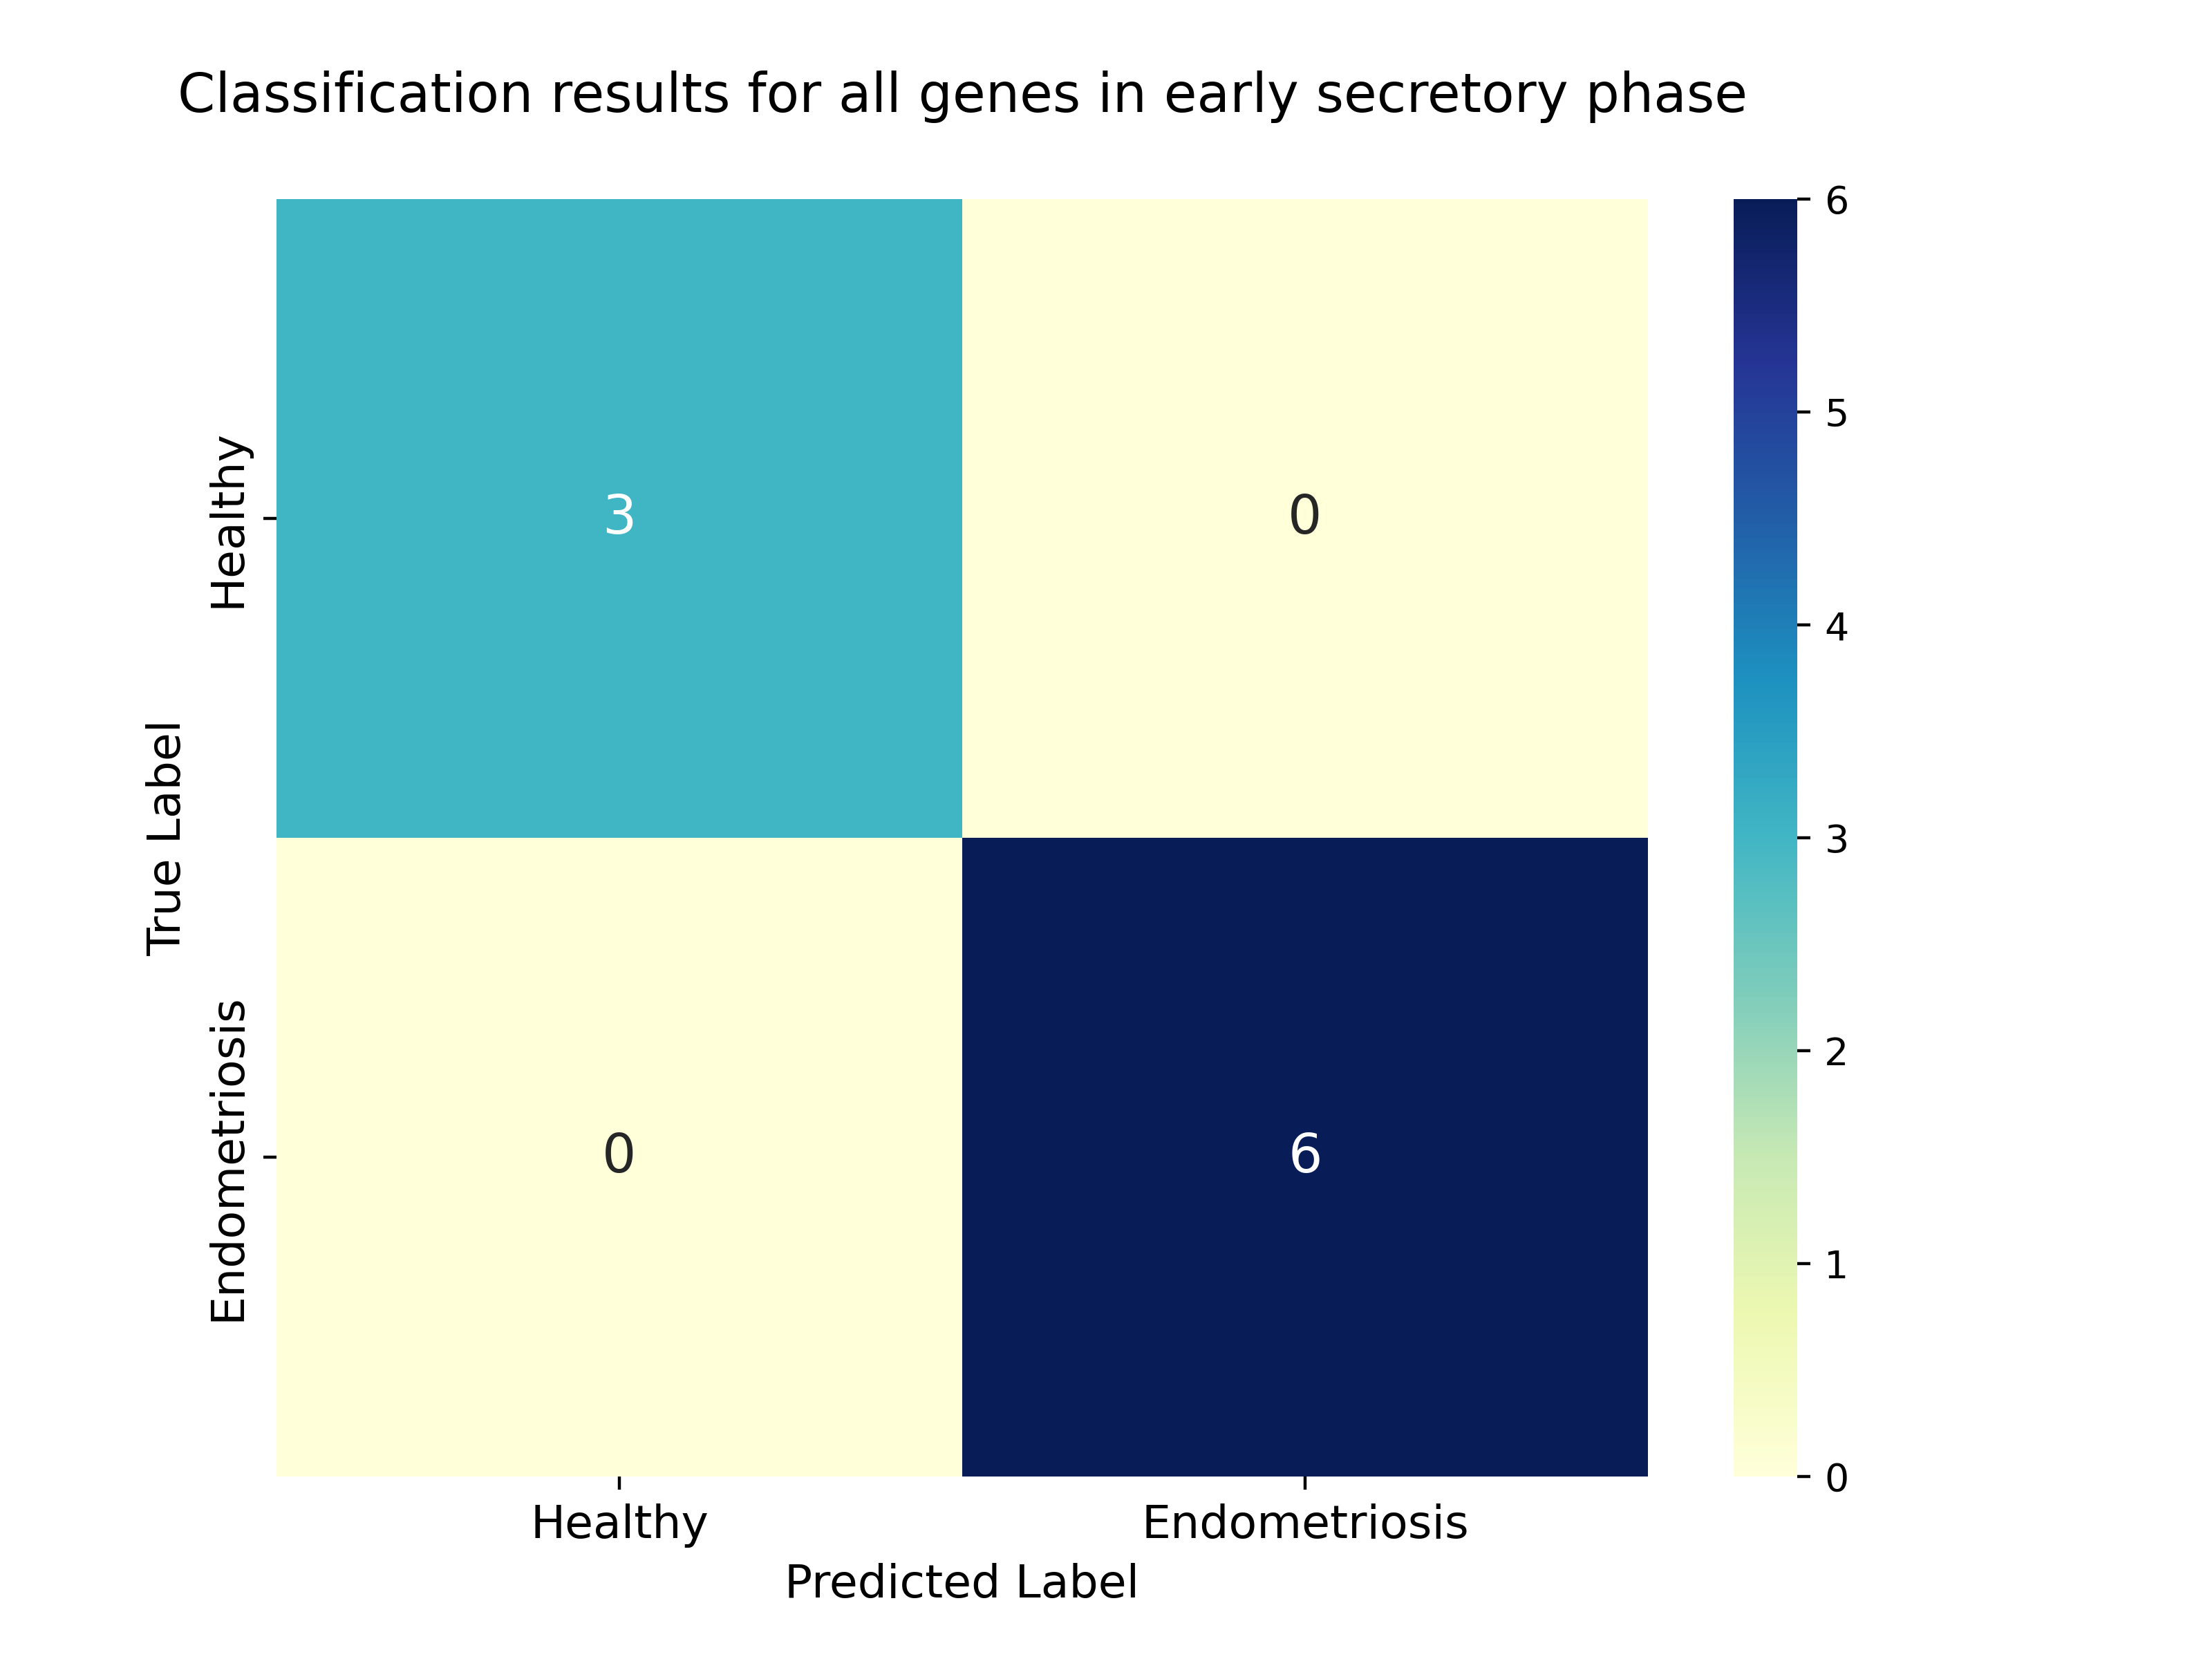 Classification results for all genes in early secretory phase
True Label
Healthy
3
0
Endometriosis
0
6
Healthy
Endometriosis
Predicted Label
6
5
4
3
2
1
0